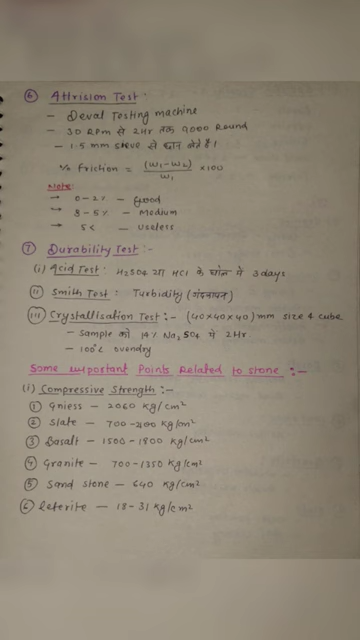 ⑥ Attrision Test:-
- Deval Testing machine
- 30 RPM से 2Hr तक 9000 Round
- 1.5 mm sieve से छान लेते हैं।
% friction = (W1-W2)/W1 ×100
Note:
→ 0-2% - Good
→ 3-5% - Medium
→ 5< - useless
⑦ Durability Test:-
(i) Acid Test: H2SO4 या HCl के घोल में 3 days
(ii) Smith Test: Turbidity (गंदलापन)
(iii) Crystallisation Test:- (40×40×40) mm size 4 cube
- Sample को 14% Na2SO4 में 2Hr
- 100°c ovendry
Some important Points Related to stone:-
(i) Compressive Strength:-
① Gniess - 2060 kg/cm²
② Slate - 700-2100 kg/cm²
③ Basalt - 1500-1800 kg/cm²
④ Granite - 700-1350 kg/cm²
⑤ Sand stone - 640 kg/cm²
⑥ leterite - 18-31 kg/cm²